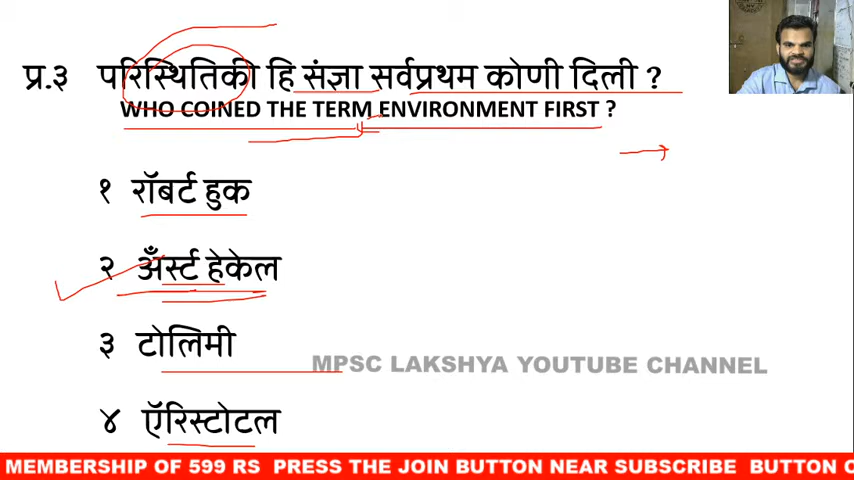 प्र.३ परिस्थितिकी हि संज्ञा सर्वप्रथम कोणी दिली ?
WHO COINED THE TERM ENVIRONMENT FIRST ?
१ रॉबर्ट हुक
२ अँर्स्ट हेकेल
३ टोलिमी
MPSC LAKSHYA YOUTUBE CHANNEL
४ ऍरिस्टोटल
MEMBERSHIP OF 599 RS PRESS THE JOIN BUTTON NEAR SUBSCRIBE BUTTON